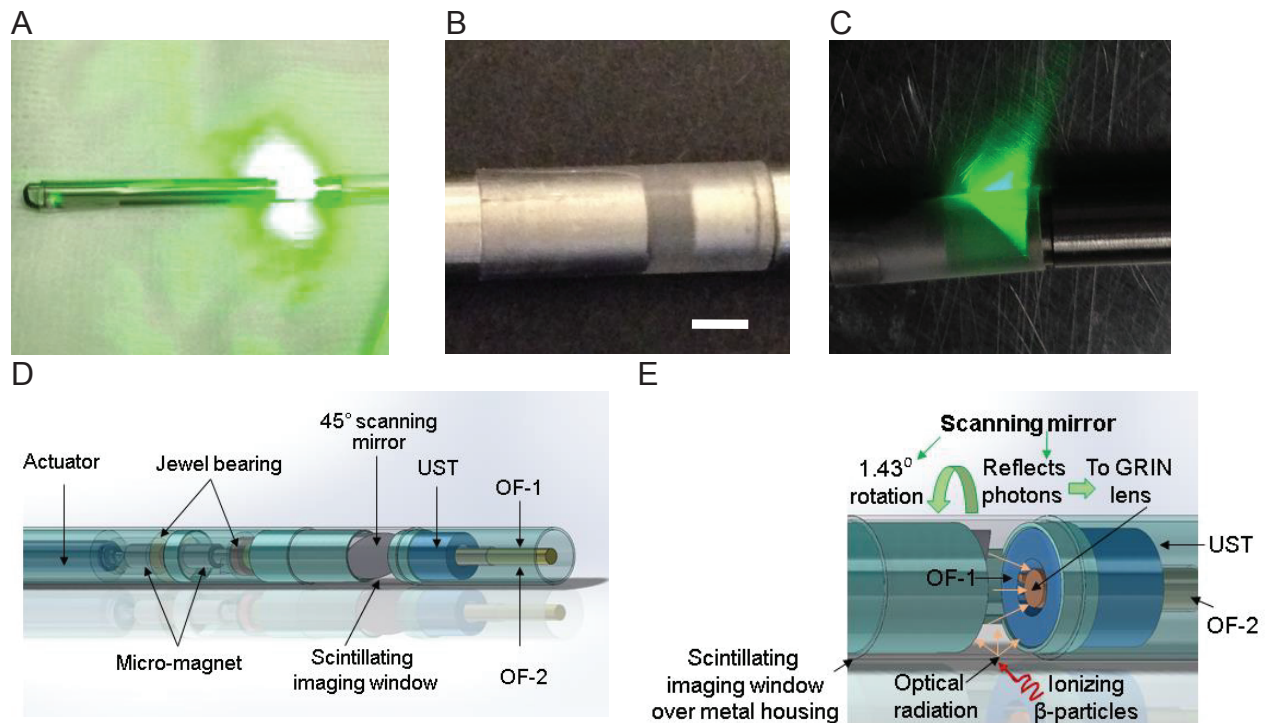 A
B
C
D
45° scanning
mirror
Actuator
Jewel bearing
UST
OF-1
Micro-magnet
Scintillating
imaging window
OF-2
E
Scanning mirror
1.43° rotation
Reflects photons
To GRIN lens
UST
OF-1
OF-2
Scintillating
imaging window
over metal housing
Optical
radiation
Ionizing
β-particles